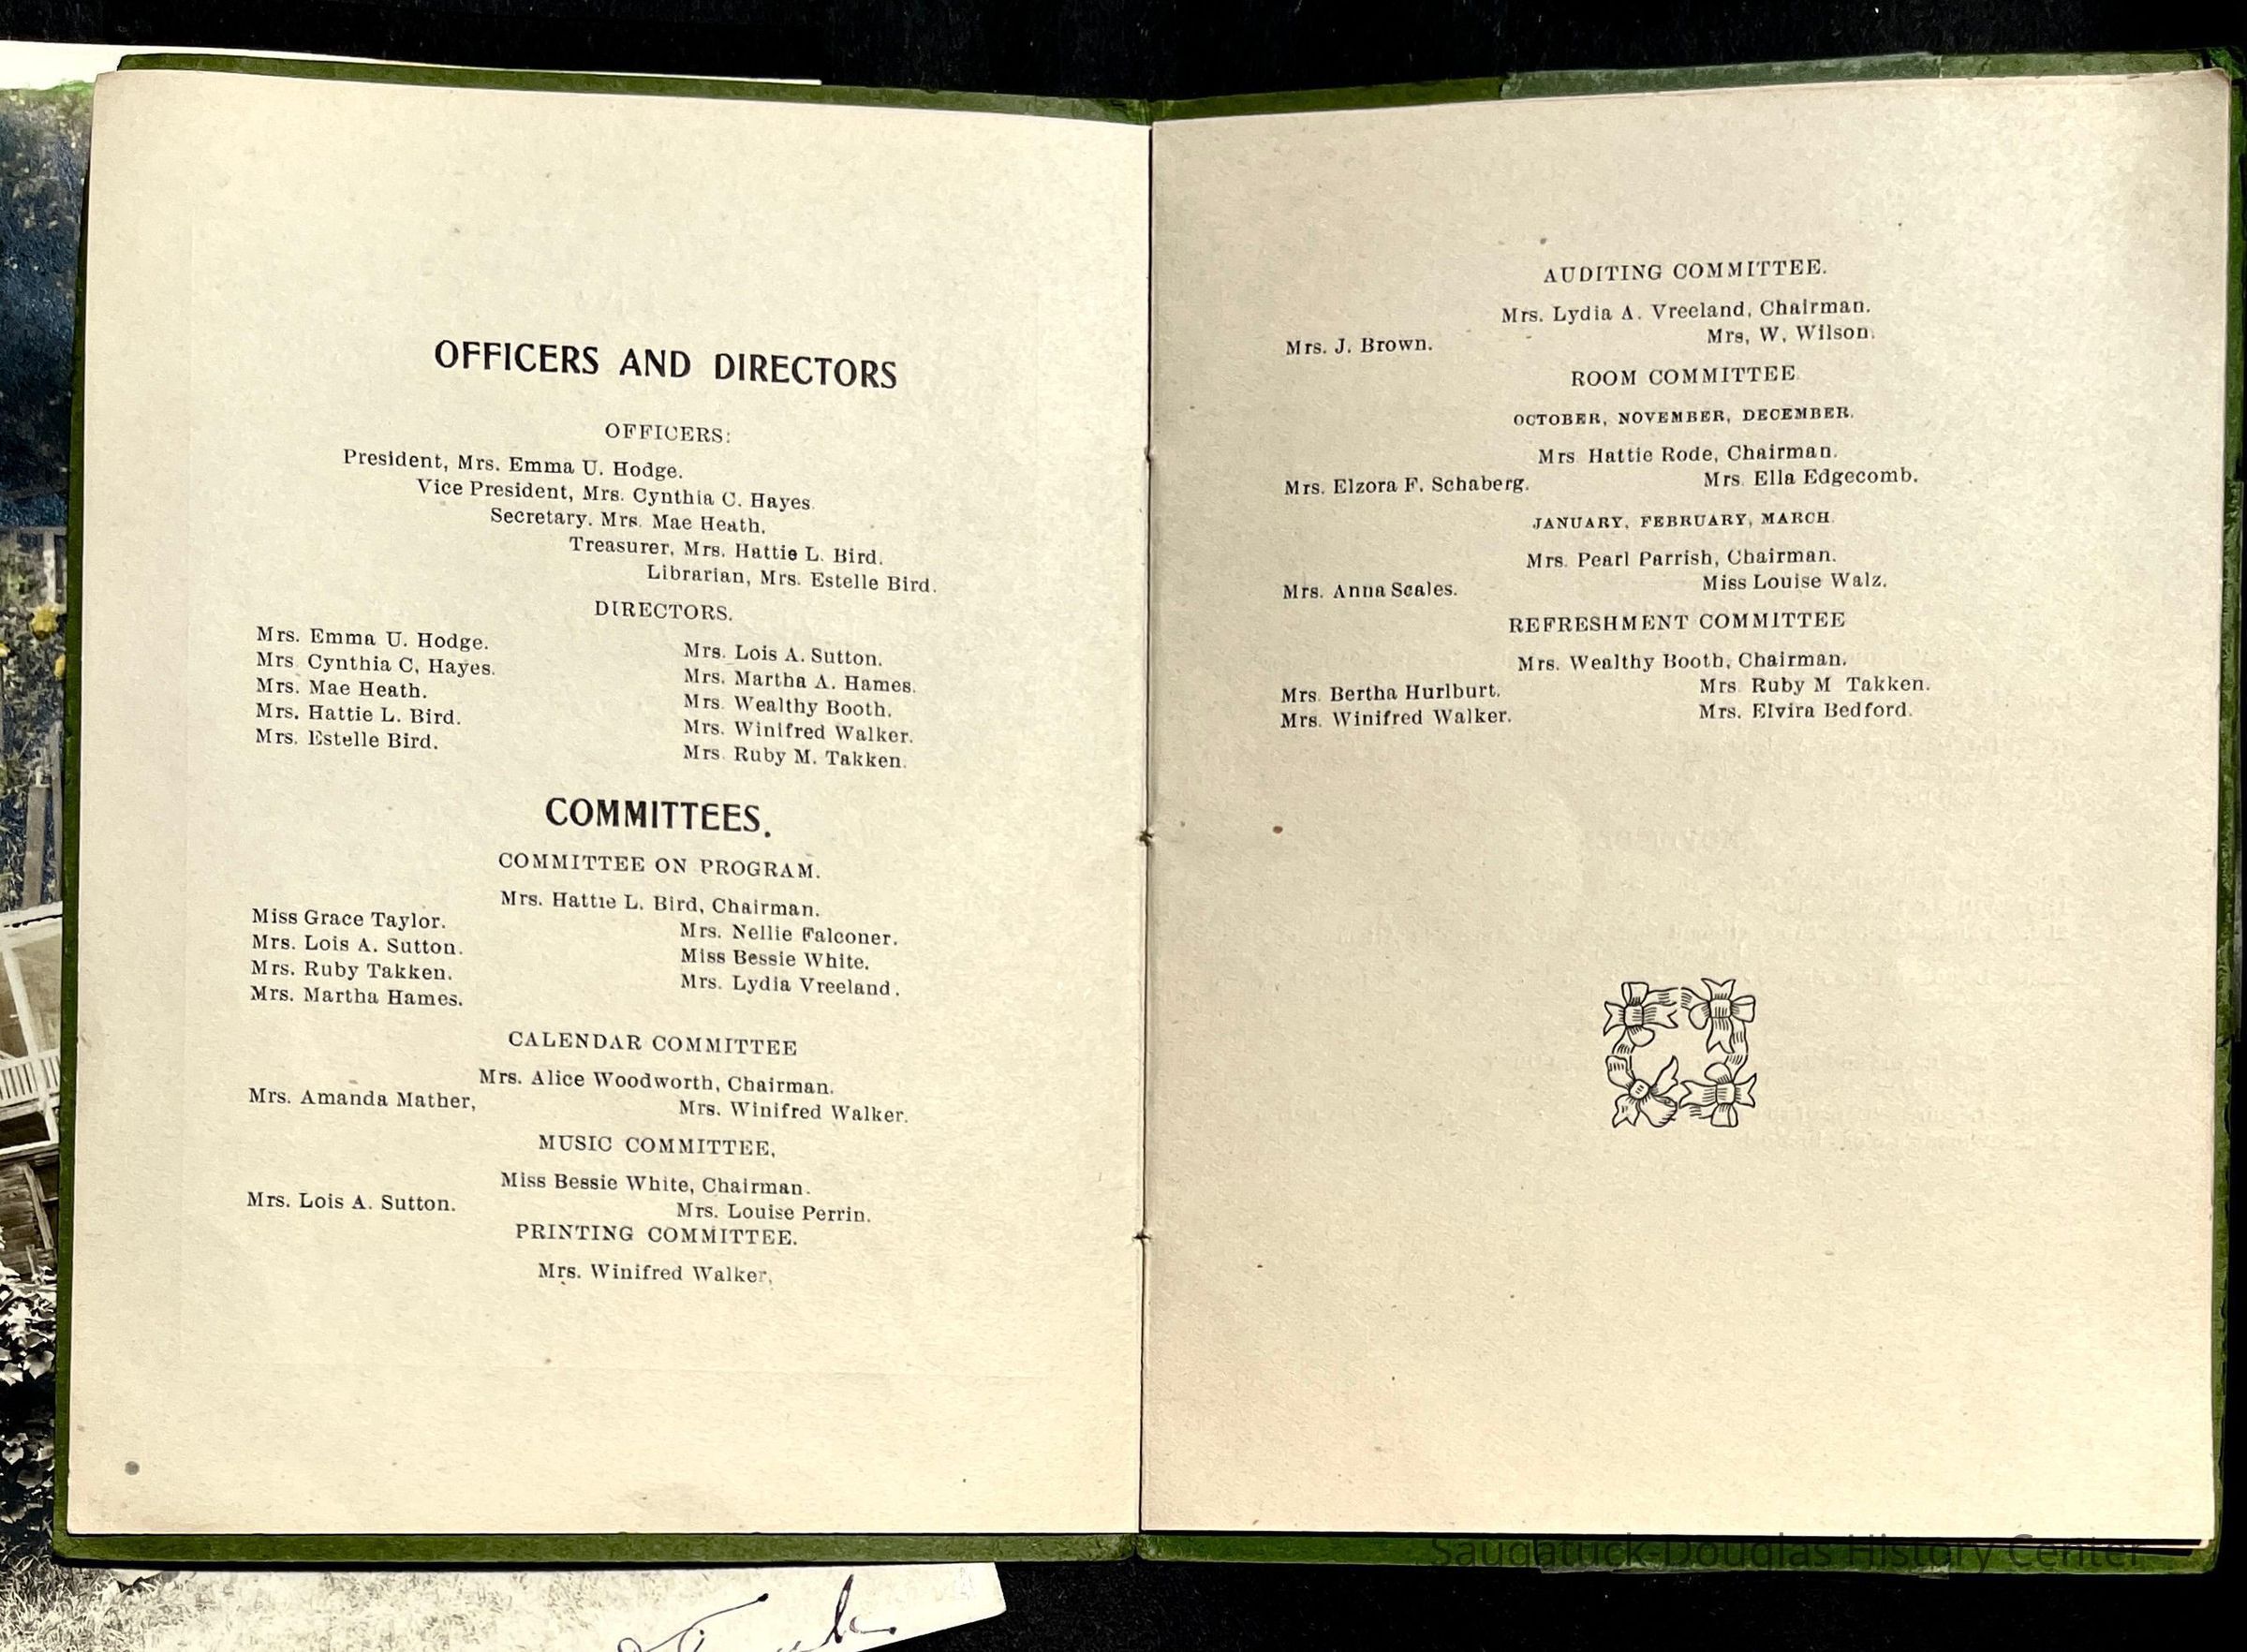 OFFICERS AND DIRECTORS
OFFICERS:
President, Mrs. Emma U. Hodge.
Vice President, Mrs. Cynthia C. Hayes.
Secretary. Mrs. Mae Heath.
Treasurer, Mrs. Hattie L. Bird.
Librarian, Mrs. Estelle Bird.
DIRECTORS.
Mrs. Emma U. Hodge.
Mrs. Cynthia C, Hayes.
Mrs. Mae Heath.
Mrs. Hattie L. Bird.
Mrs. Estelle Bird.
Mrs. Lois A. Sutton.
Mrs. Martha A. Hames.
Mrs. Wealthy Booth.
Mrs. Winifred Walker.
Mrs. Ruby M. Takken.
COMMITTEES.
COMMITTEE ON PROGRAM.
Mrs. Hattie L. Bird, Chairman.
Miss Grace Taylor.
Mrs. Lois A. Sutton.
Mrs. Ruby Takken.
Mrs. Martha Hames.
Mrs. Nellie Falconer.
Miss Bessie White.
Mrs. Lydia Vreeland.
CALENDAR COMMITTEE
Mrs. Alice Woodworth, Chairman.
Mrs. Amanda Mather,
Mrs. Winifred Walker.
MUSIC COMMITTEE,
Miss Bessie White, Chairman.
Mrs. Lois A. Sutton.
Mrs. Louise Perrin.
PRINTING COMMITTEE.
Mrs. Winifred Walker,
AUDITING COMMITTEE.
Mrs. Lydia A. Vreeland, Chairman.
Mrs. J. Brown.
Mrs, W. Wilson.
ROOM COMMITTEE
OCTOBER, NOVEMBER, DECEMBER.
Mrs Hattie Rode, Chairman.
Mrs. Elzora F. Schaberg.
Mrs. Ella Edgecomb.
JANUARY, FEBRUARY, MARCH.
Mrs. Pearl Parrish, Chairman.
Mrs. Anna Scales.
Miss Louise Walz.
REFRESHMENT COMMITTEE
Mrs. Wealthy Booth, Chairman.
Mrs. Bertha Hurlburt.
Mrs. Winifred Walker.
Mrs Ruby M Takken.
Mrs. Elvira Bedford.
Saugatuck-Douglas History Center